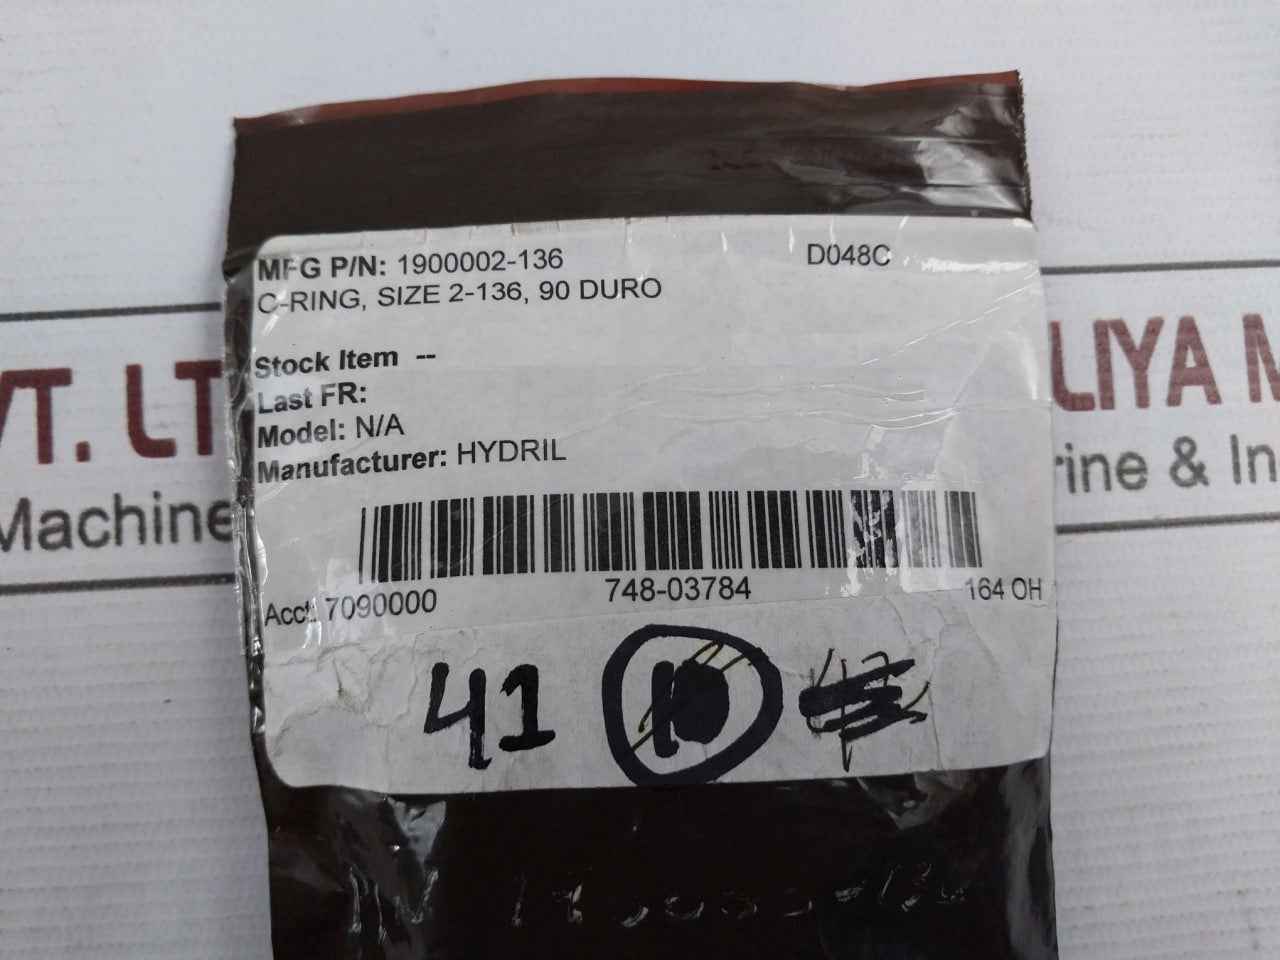 MFG P/N: 1900002-136 D048C
O-RING, SIZE 2-136, 90 DURO
Stock Item --
Last FR:
Model: N/A
Manufacturer: HYDRIL
748-03784
Acct: 7090000 164 OH
41 10
VT. LT
Machine
LIYA M
rine & In